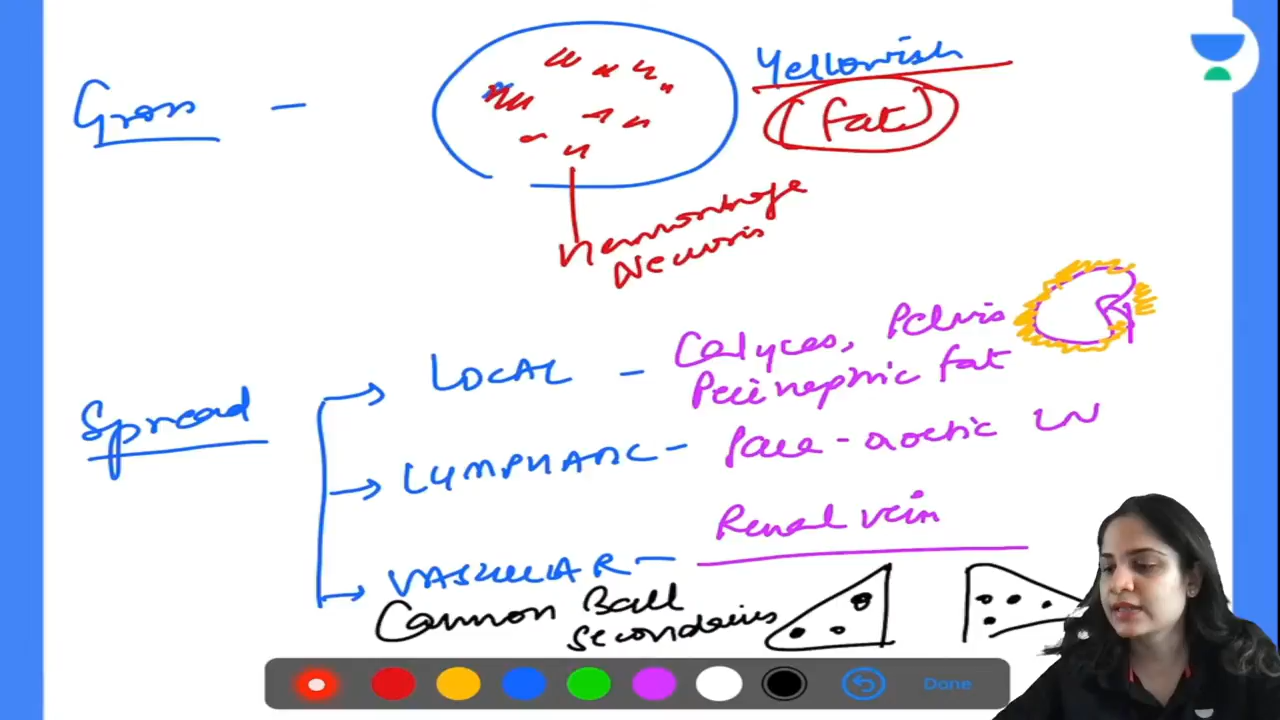 Gross -
Yellowish
(fat)
Hemorrhage
Necrosis
Spread
LOCAL - Calyces, Pelvis
Perinephric fat
LYMPHATIC - Para-aortic LN
VASCULAR - Renal vein
Cannon Ball
Secondaries
Done